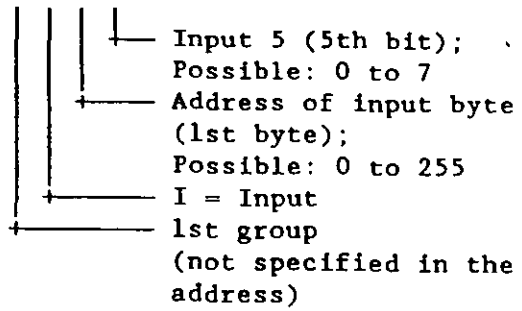 Input 5 (5th bit);
Possible: 0 to 7
Address of input byte
(1st byte);
Possible: 0 to 255
I = Input
1st group
(not specified in the
address)